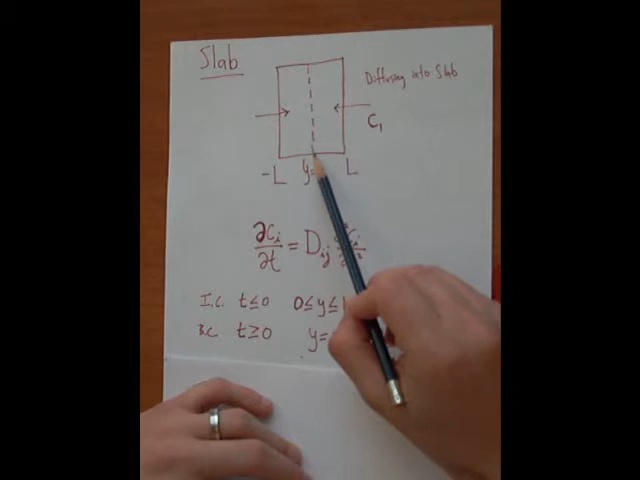 Slab
Diffusing into Slab
C₁
-L y= L
∂Cᵢ/∂t = Dᵢⱼ
I.C. t≤0 0≤y≤
B.C. t≥0 y=